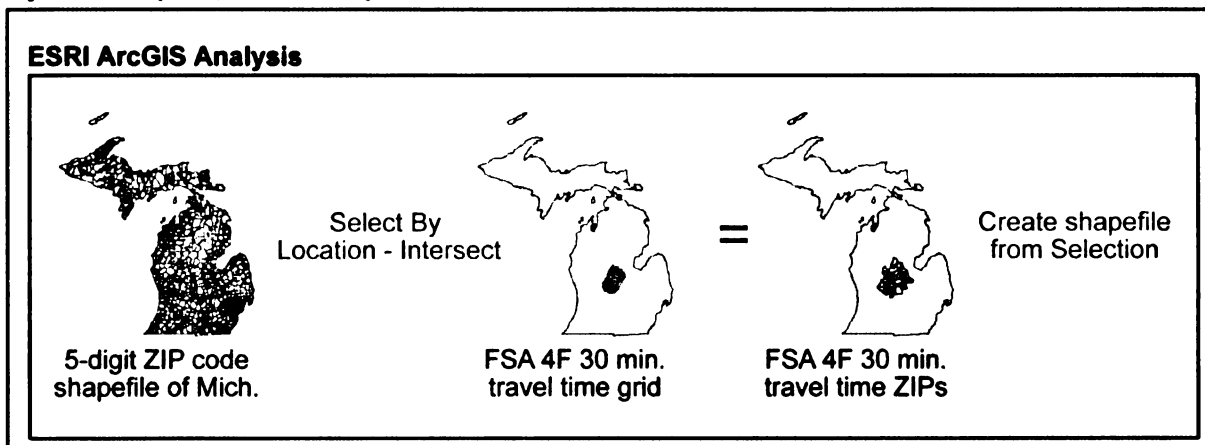 ESRI ArcGIS Analysis
5-digit ZIP code
shapefile of Mich.
Select By
Location - Intersect
FSA 4F 30 min.
travel time grid
=
FSA 4F 30 min.
travel time ZIPs
Create shapefile
from Selection